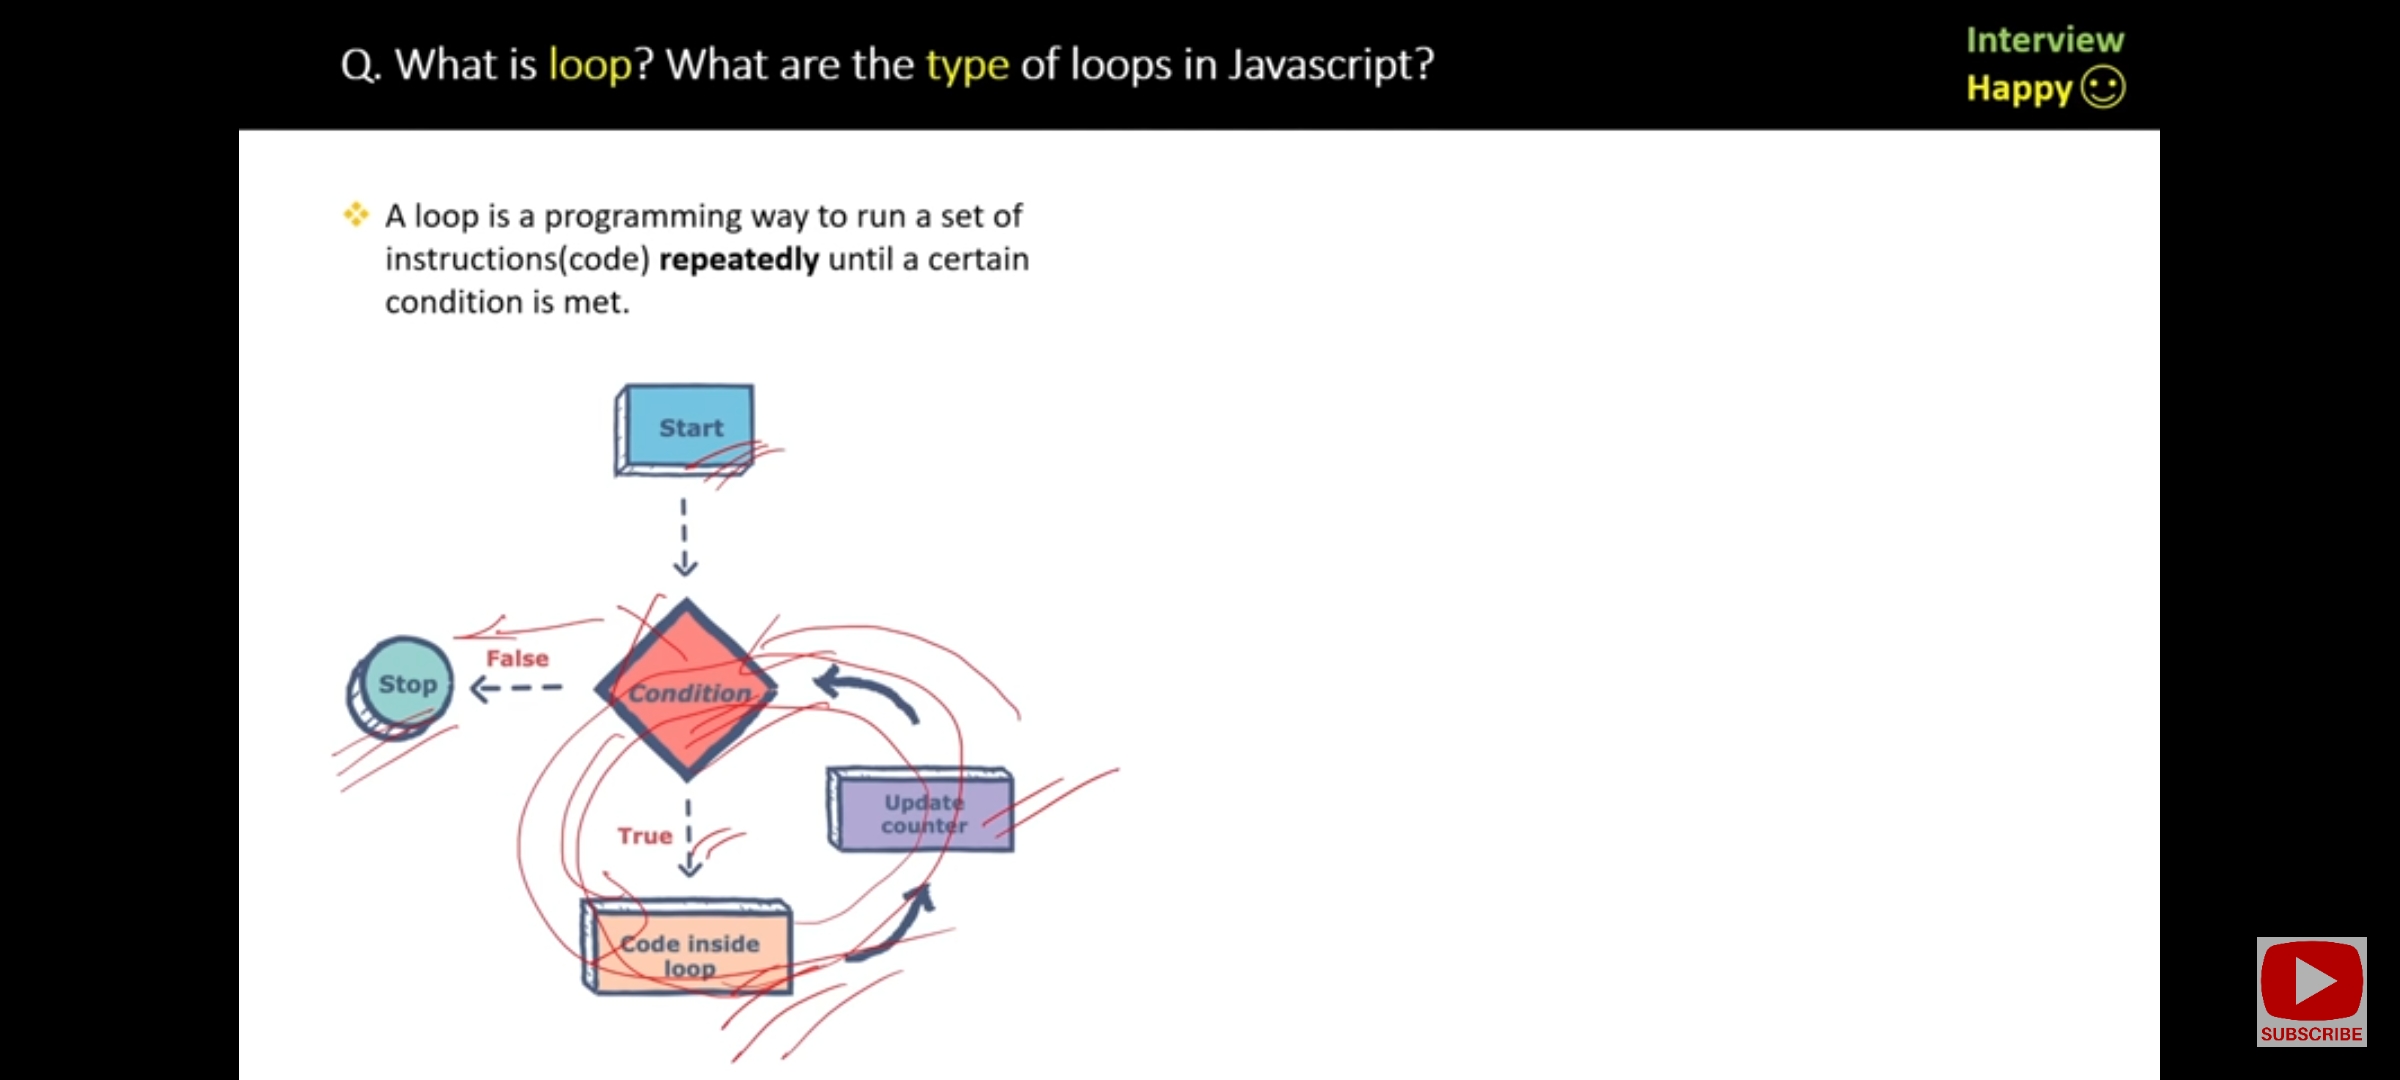 Q. What is loop? What are the type of loops in Javascript?
Interview
Happy
A loop is a programming way to run a set of
instructions(code) repeatedly until a certain
condition is met.
Start
False
Stop
Condition
True
Update
counter
Code inside
loop
SUBSCRIBE